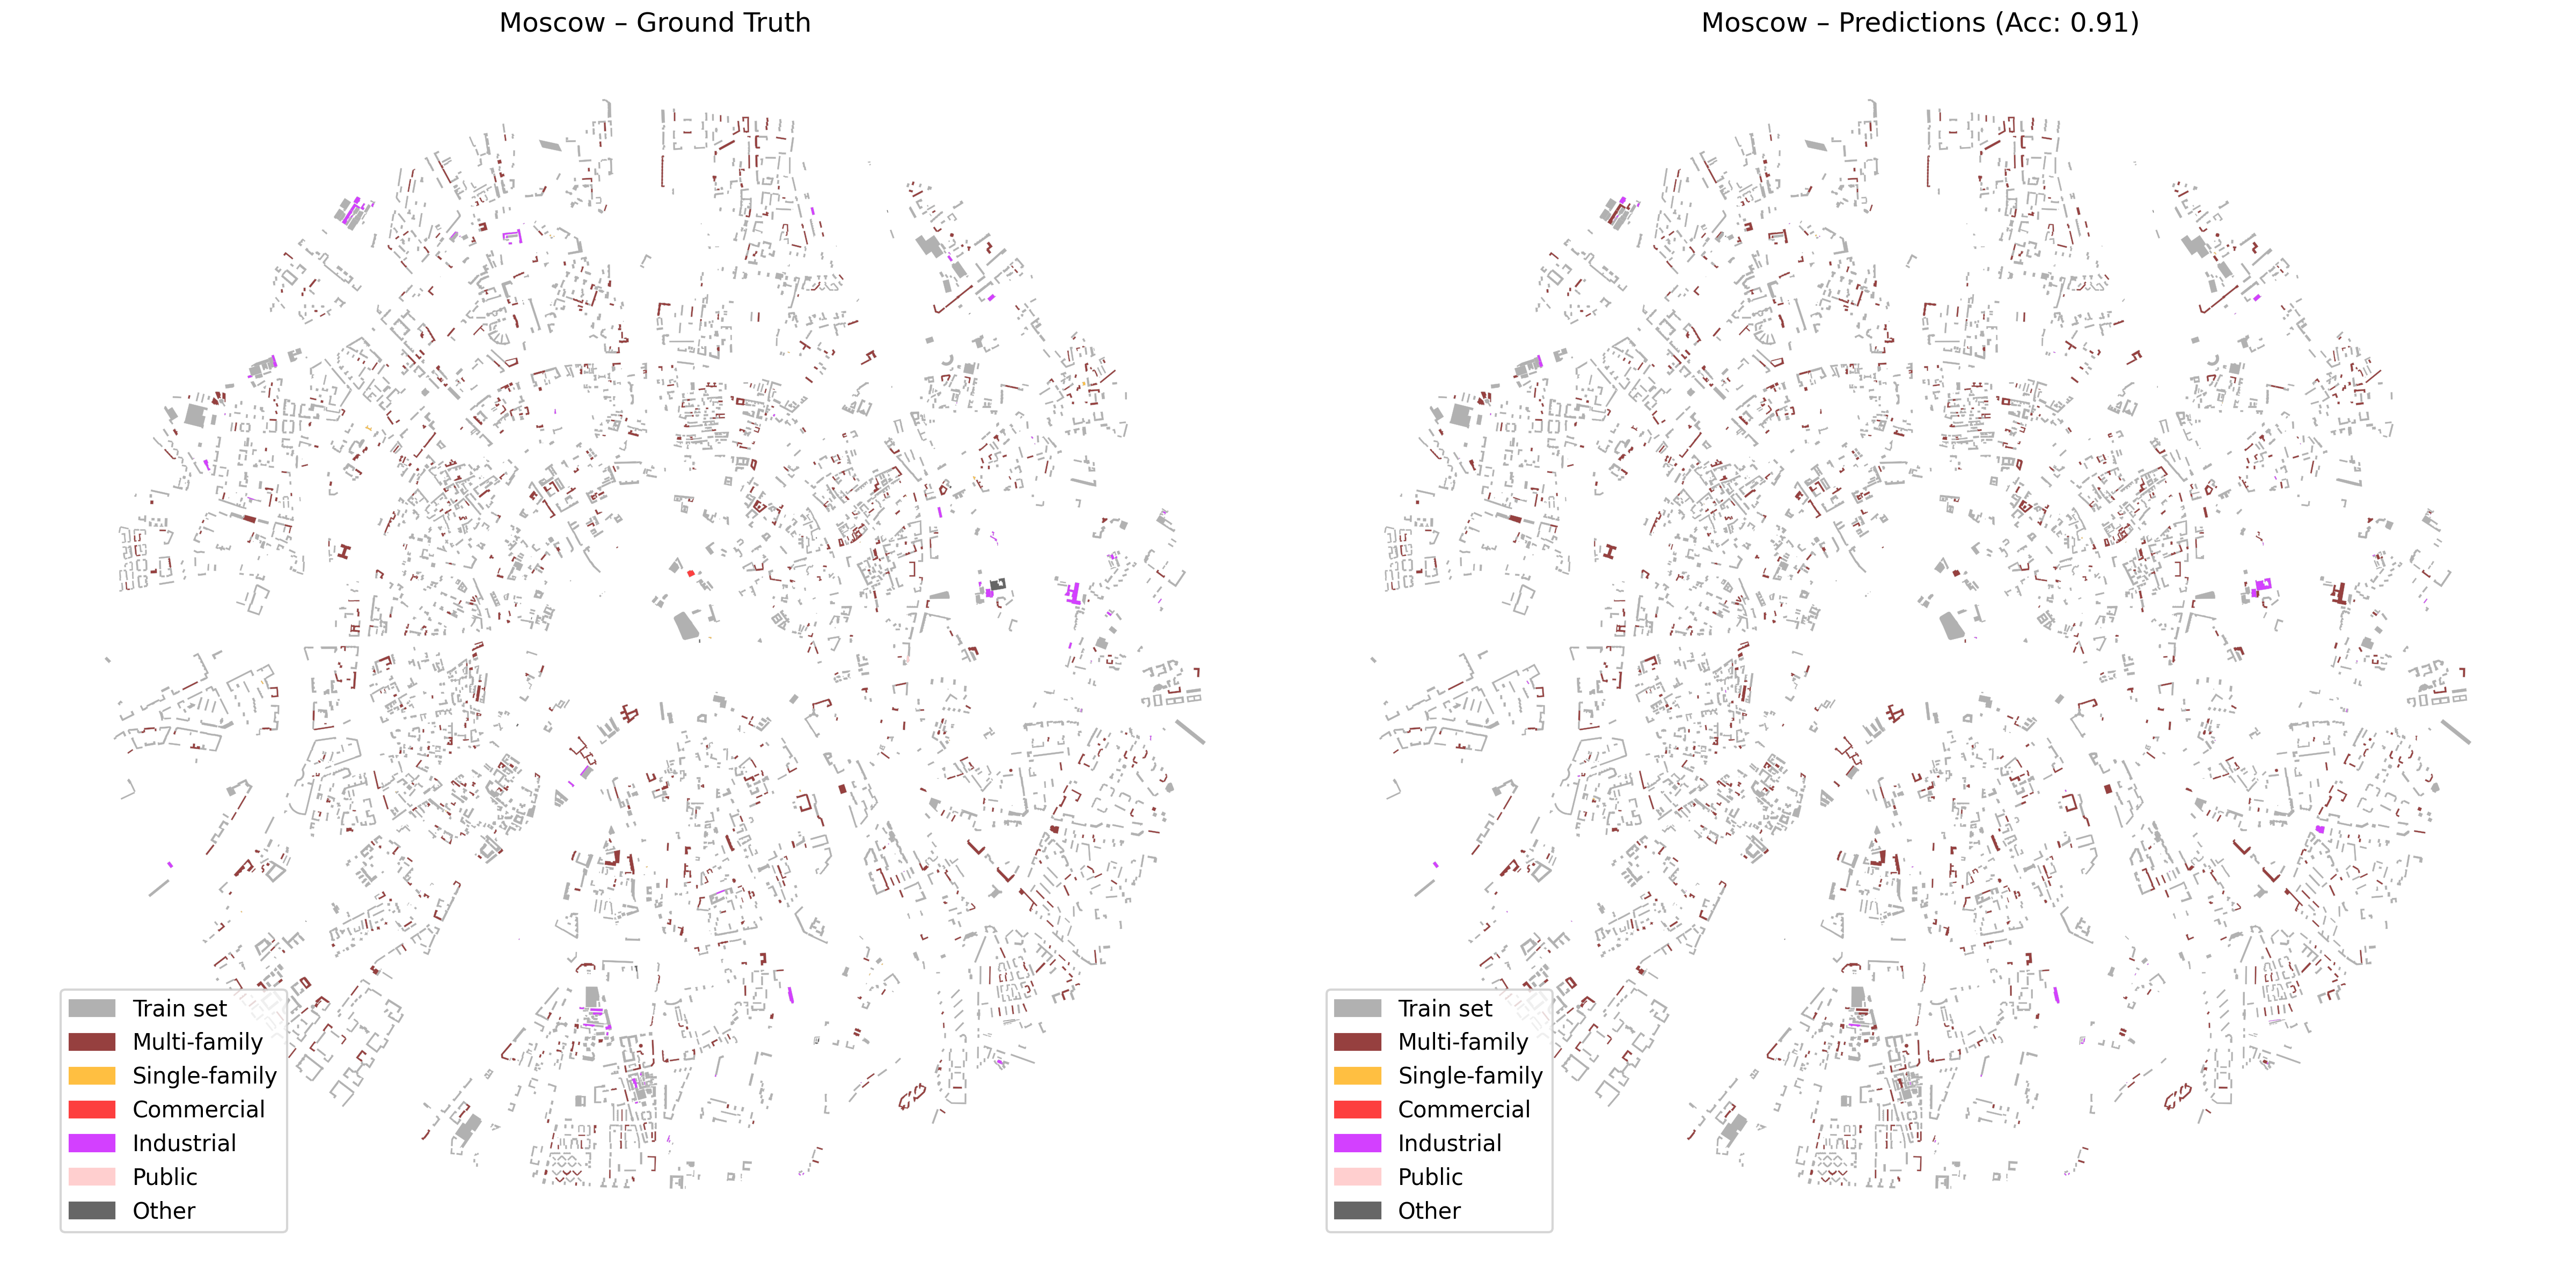 Moscow – Ground Truth
Train set
Multi-family
Single-family
Commercial
Industrial
Public
Other
Moscow – Predictions (Acc: 0.91)
Train set
Multi-family
Single-family
Commercial
Industrial
Public
Other